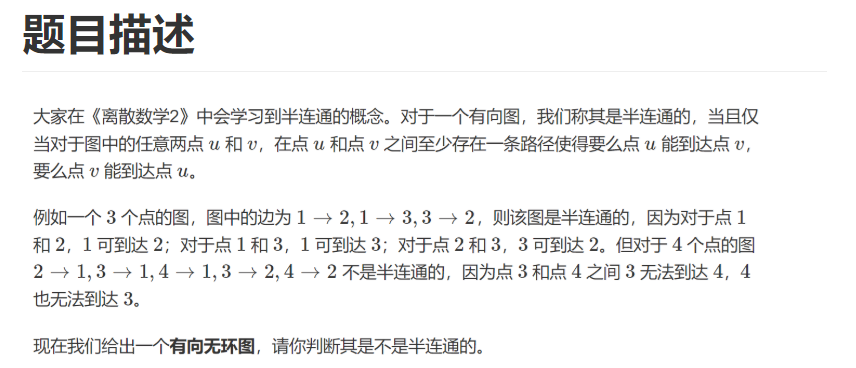 题目描述
大家在《离散数学2》中会学习到半连通的概念。对于一个有向图，我们称其是半连通的，当且仅
当对于图中的任意两点 u 和 v，在点 u 和点 v 之间至少存在一条路径使得要么点 u 能到达点 v，
要么点 v 能到达点 u。
例如一个 3 个点的图，图中的边为 1 → 2, 1 → 3, 3 → 2，则该图是半连通的，因为对于点 1
和 2，1 可到达 2；对于点 1 和 3，1 可到达 3；对于点 2 和 3，3 可到达 2。但对于 4 个点的图
2 → 1, 3 → 1, 4 → 1, 3 → 2, 4 → 2 不是半连通的，因为点 3 和点 4 之间 3 无法到达 4，4
也无法到达 3。
现在我们给出一个有向无环图，请你判断其是不是半连通的。